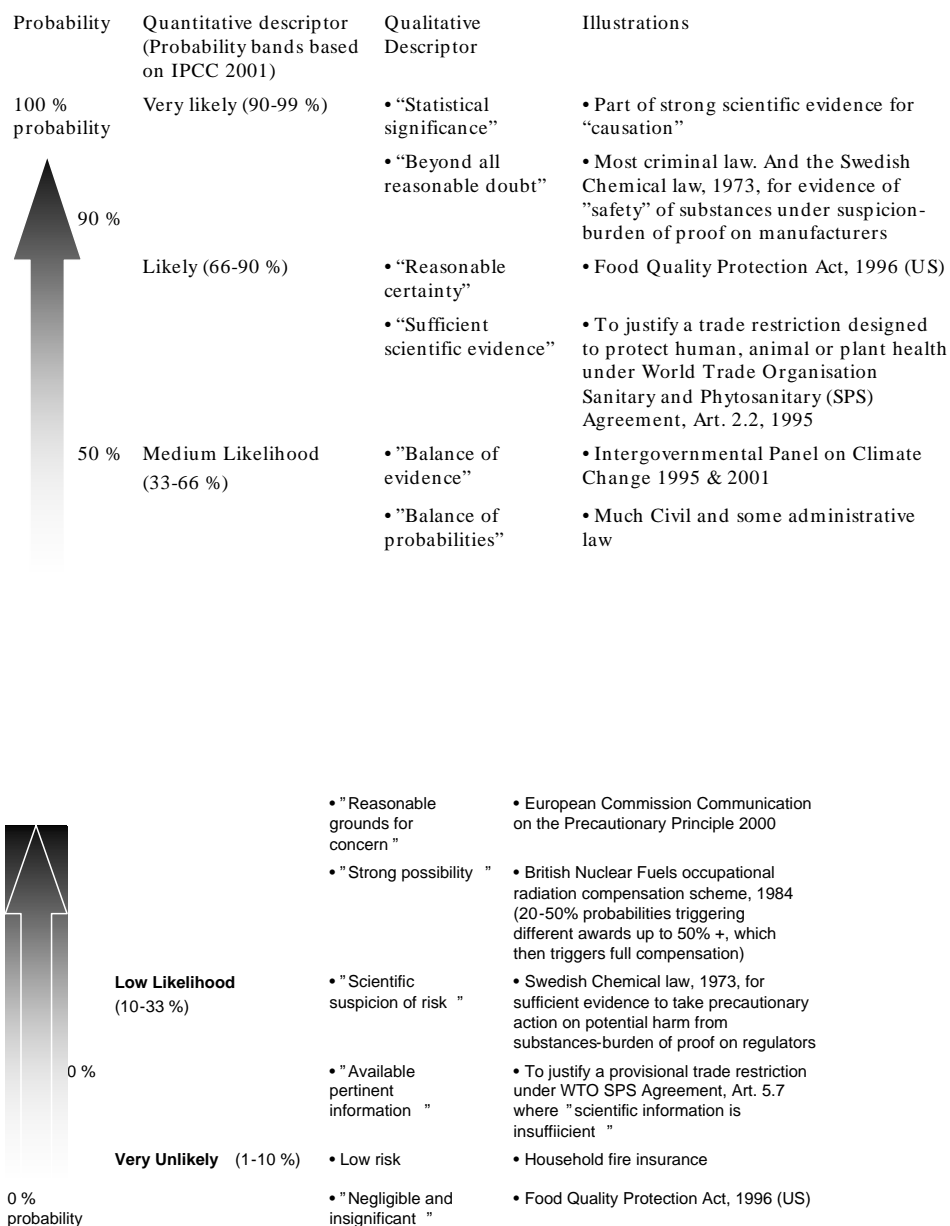 Probability Quantitative descriptor Qualitative Illustrations
(Probability bands based Descriptor
on IPCC 2001)
100 % Very likely (90-99 %) • “Statistical • Part of strong scientific evidence for
probability significance” “causation”
• “Beyond all • Most criminal law. And the Swedish
reasonable doubt” Chemical law, 1973, for evidence of
90 % ”safety” of substances under suspicion-
burden of proof on manufacturers
Likely (66-90 %) • “Reasonable • Food Quality Protection Act, 1996 (US)
certainty”
• “Sufficient • To justify a trade restriction designed
scientific evidence” to protect human, animal or plant health
under World Trade Organisation
Sanitary and Phytosanitary (SPS)
Agreement, Art. 2.2, 1995
50 % Medium Likelihood • ”Balance of • Intergovernmental Panel on Climate
(33-66 %) evidence” Change 1995 & 2001
• ”Balance of • Much Civil and some administrative
probabilities” law
• ” Reasonable • European Commission Communication
grounds for on the Precautionary Principle 2000
concern ”
• ” Strong possibility ” • British Nuclear Fuels occupational
radiation compensation scheme, 1984
(20-50% probabilities triggering
different awards up to 50% +, which
then triggers full compensation)
Low Likelihood • ” Scientific • Swedish Chemical law, 1973, for
(10-33 %) suspicion of risk ” sufficient evidence to take precautionary
action on potential harm from
substances-burden of proof on regulators
0 % • ” Available • To justify a provisional trade restriction
pertinent under WTO SPS Agreement, Art. 5.7
information ” where ” scientific information is
insuffiicient ”
Very Unlikely (1-10 %) • Low risk • Household fire insurance
0 % • ” Negligible and • Food Quality Protection Act, 1996 (US)
probability insignificant ”